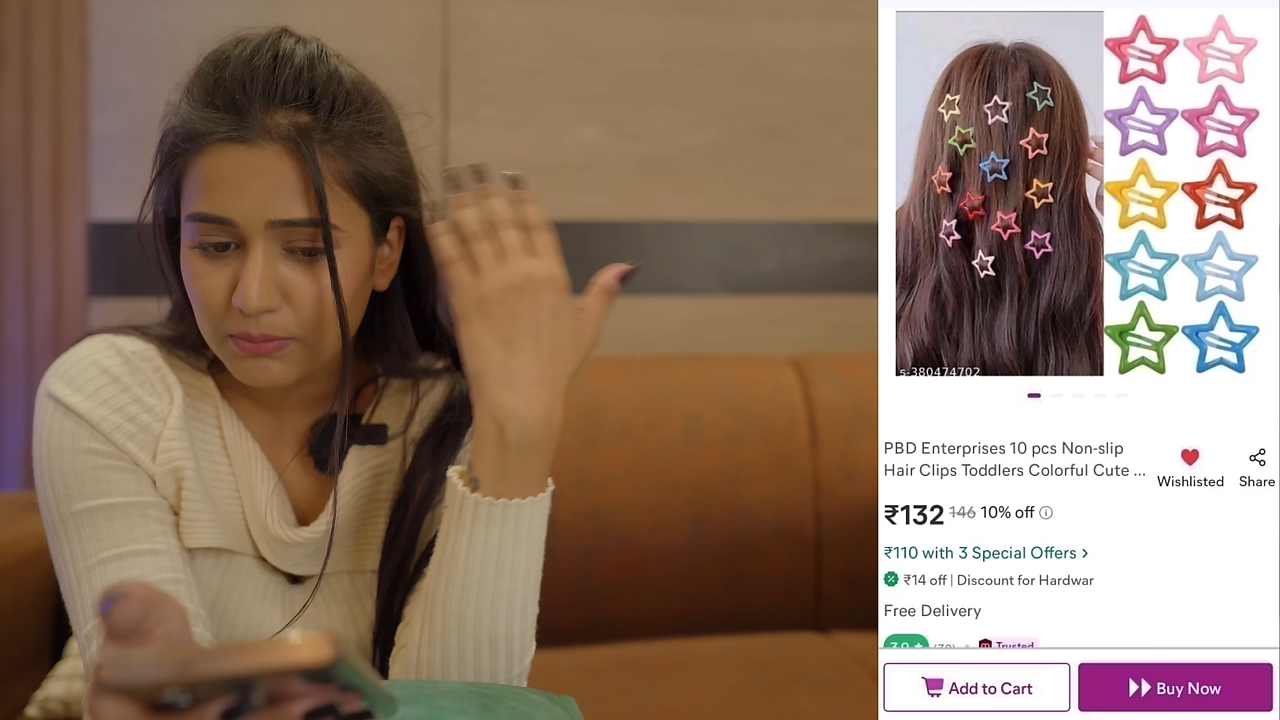 s-380474702
PBD Enterprises 10 pcs Non-slip
Hair Clips Toddlers Colorful Cute ...
Wishlisted
Share
₹132 146 10% off
₹110 with 3 Special Offers >
₹14 off | Discount for Hardwar
Free Delivery
Trusted
Add to Cart
Buy Now